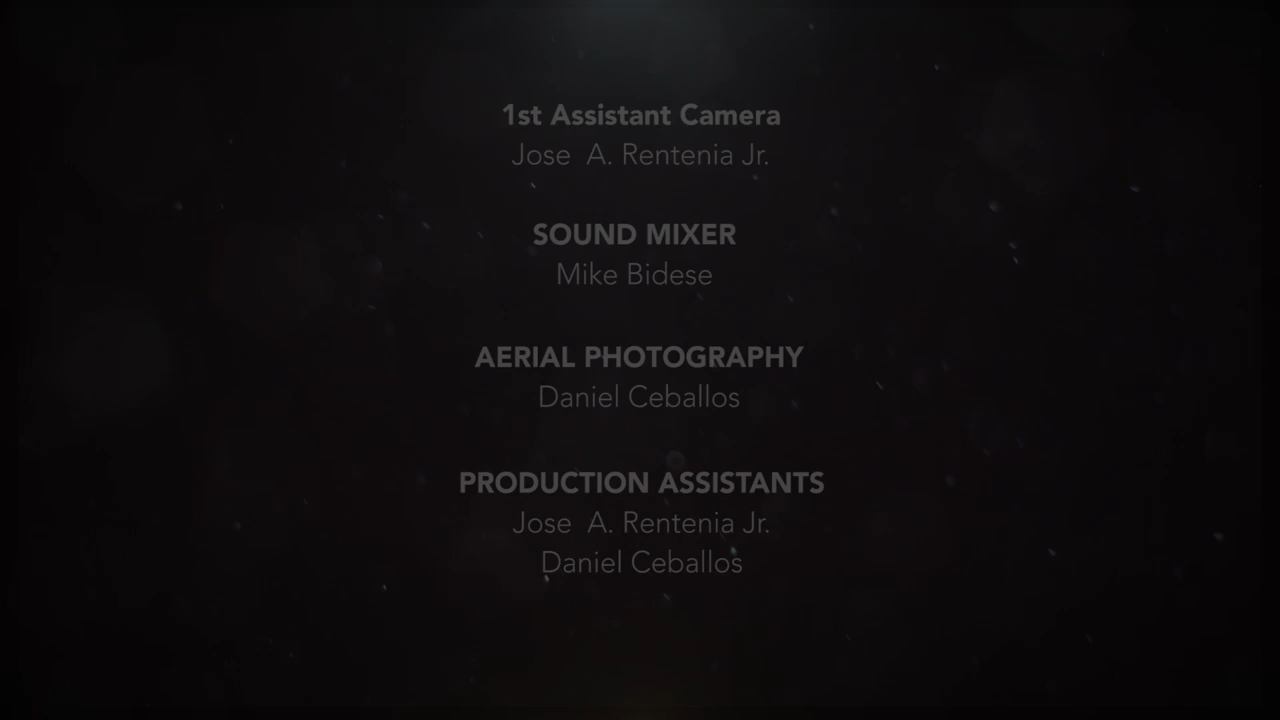 1st Assistant Camera
Jose  A. Rentenia Jr.
SOUND MIXER
Mike Bidese
AERIAL PHOTOGRAPHY
Daniel Ceballos
PRODUCTION ASSISTANTS
Jose  A. Rentenia Jr.
Daniel Ceballos